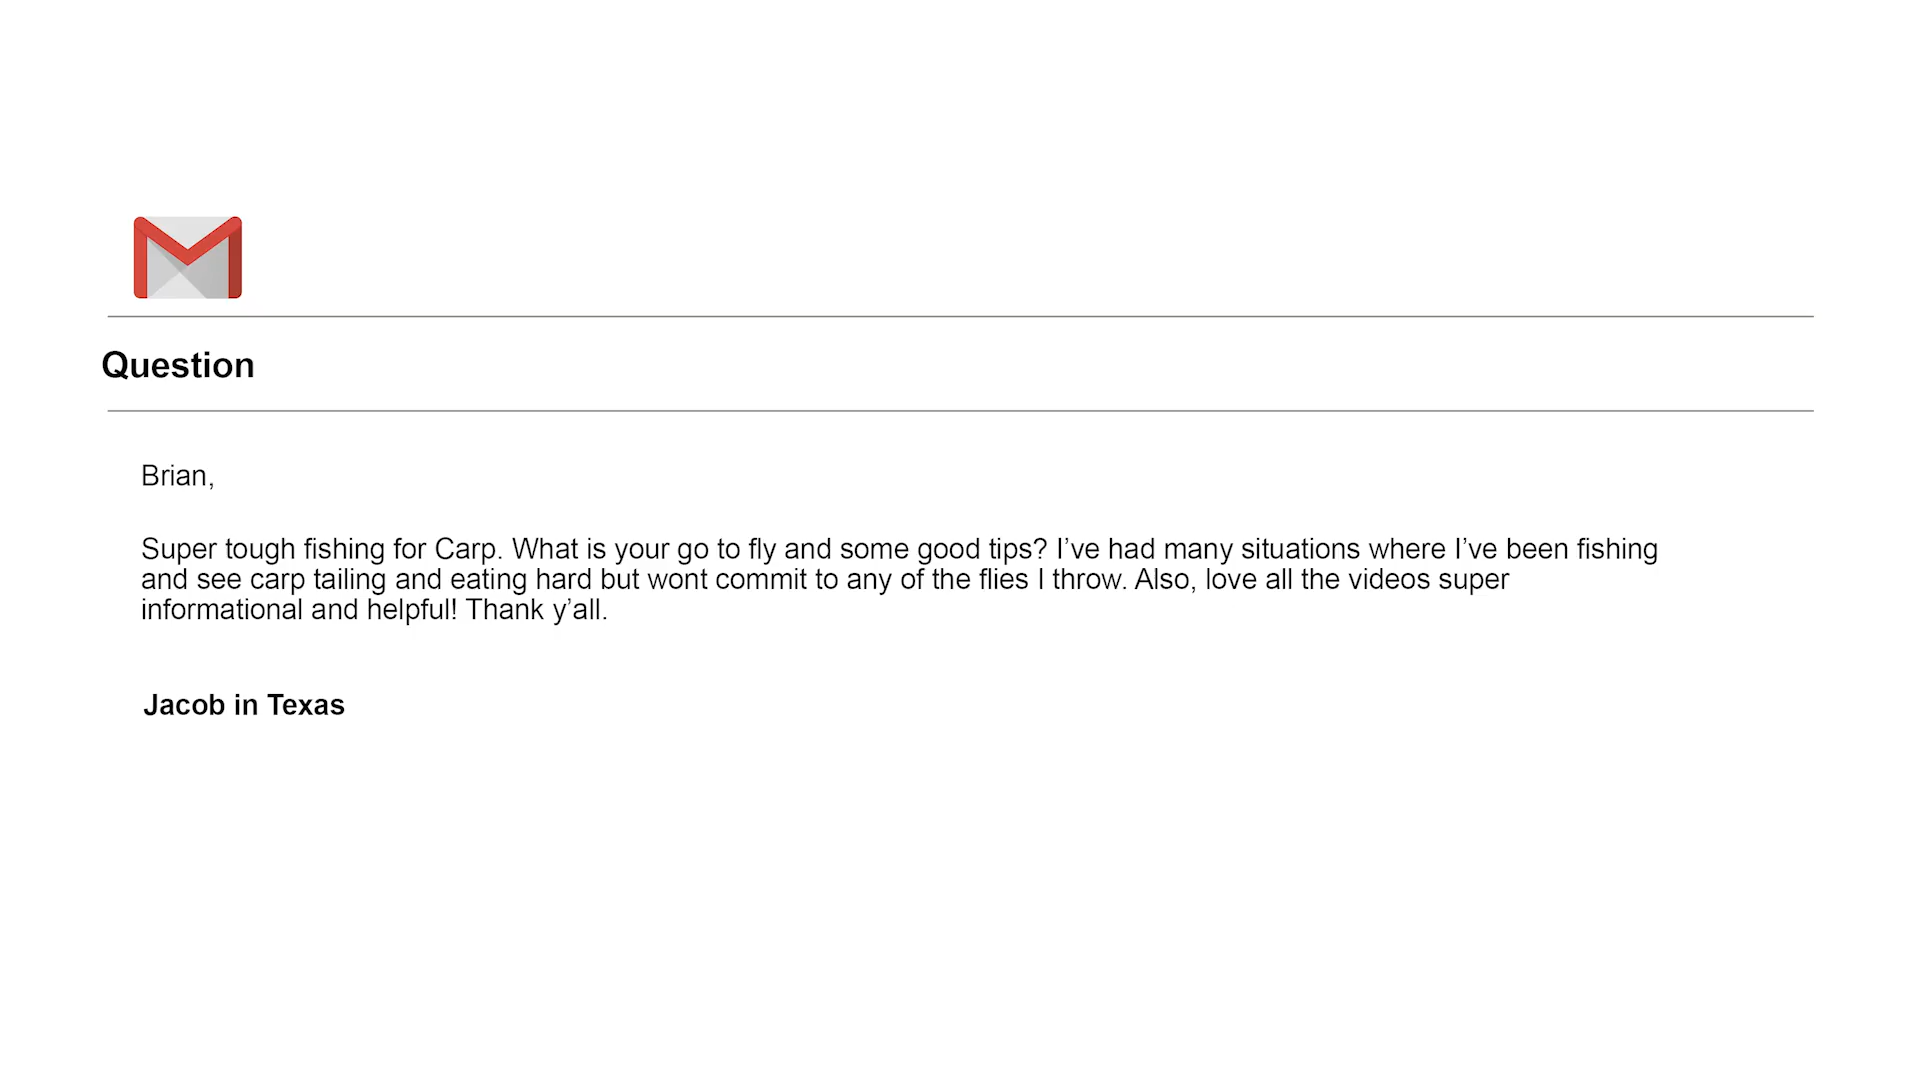 Question
Brian,
Super tough fishing for Carp. What is your go to fly and some good tips? I’ve had many situations where I’ve been fishing
and see carp tailing and eating hard but wont commit to any of the flies I throw. Also, love all the videos super
informational and helpful! Thank y’all.
Jacob in Texas